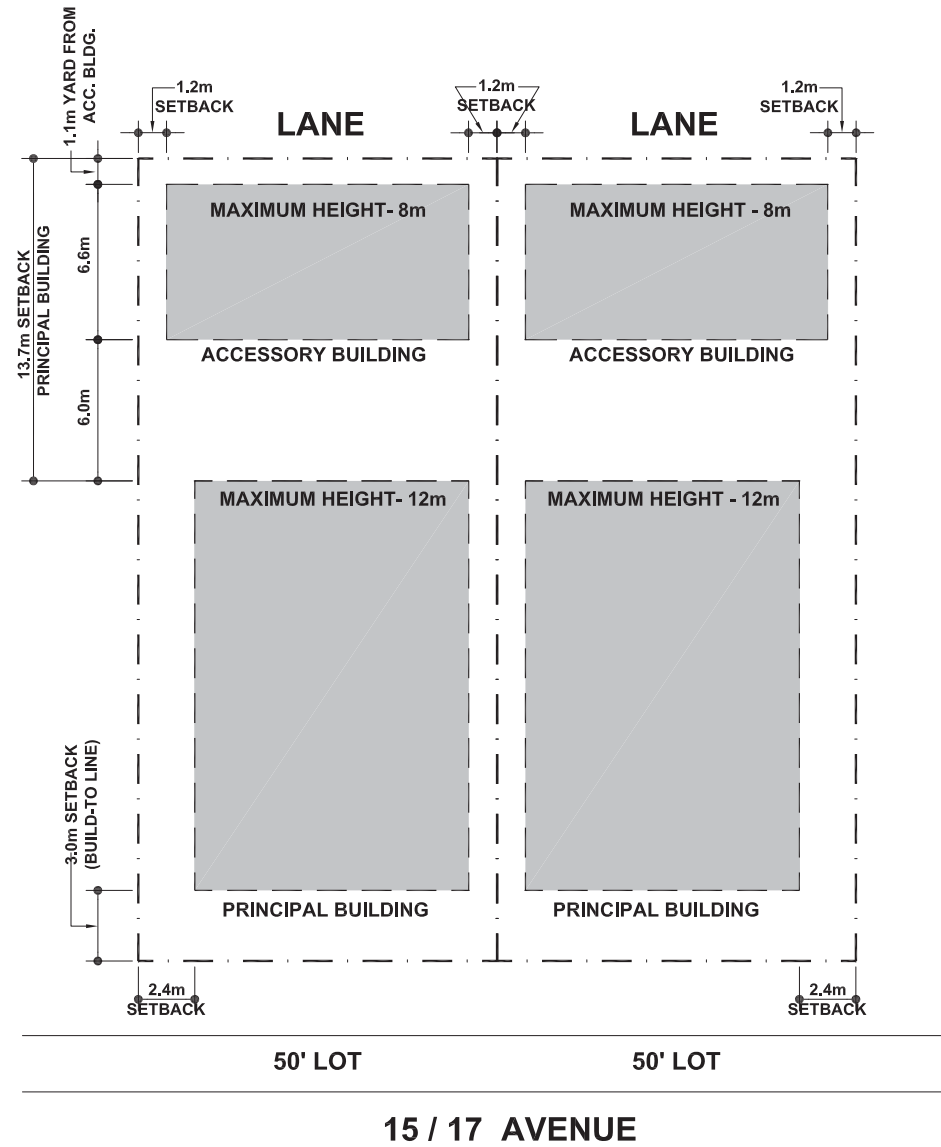 1.1m YARD FROM
ACC. BLDG.
1.2m
SETBACK
1.2m
SETBACK
1.2m
SETBACK
LANE
LANE
MAXIMUM HEIGHT- 8m
MAXIMUM HEIGHT - 8m
13.7m SETBACK
PRINCIPAL BUILDING
6.6m
ACCESSORY BUILDING
ACCESSORY BUILDING
6.0m
MAXIMUM HEIGHT- 12m
MAXIMUM HEIGHT - 12m
3.0m SETBACK
(BUILD-TO LINE)
PRINCIPAL BUILDING
PRINCIPAL BUILDING
2.4m
SETBACK
2.4m
SETBACK
50' LOT
50' LOT
15 / 17 AVENUE